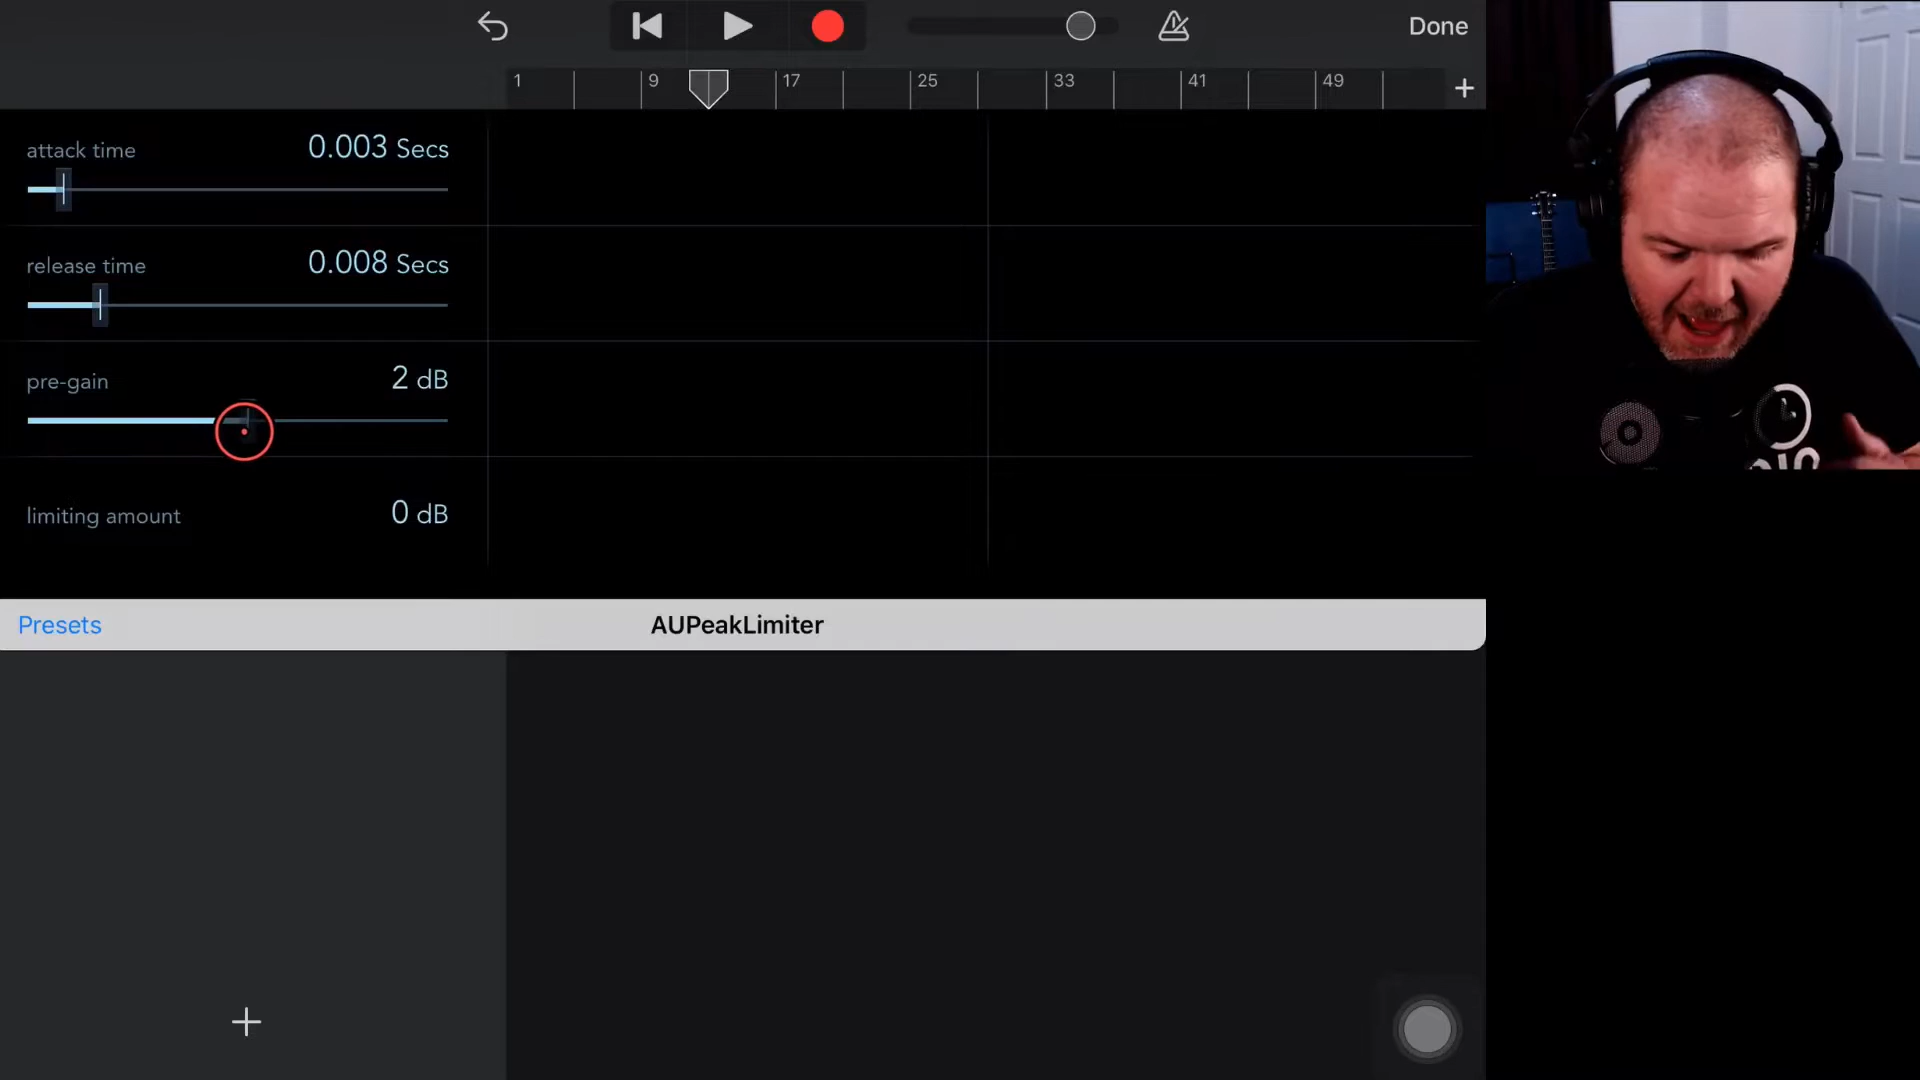 Done
1 9 17 25 33 41 49
attack time 0.003 Secs
release time 0.008 Secs
pre-gain 2 dB
limiting amount 0 dB
Presets AUPeakLimiter